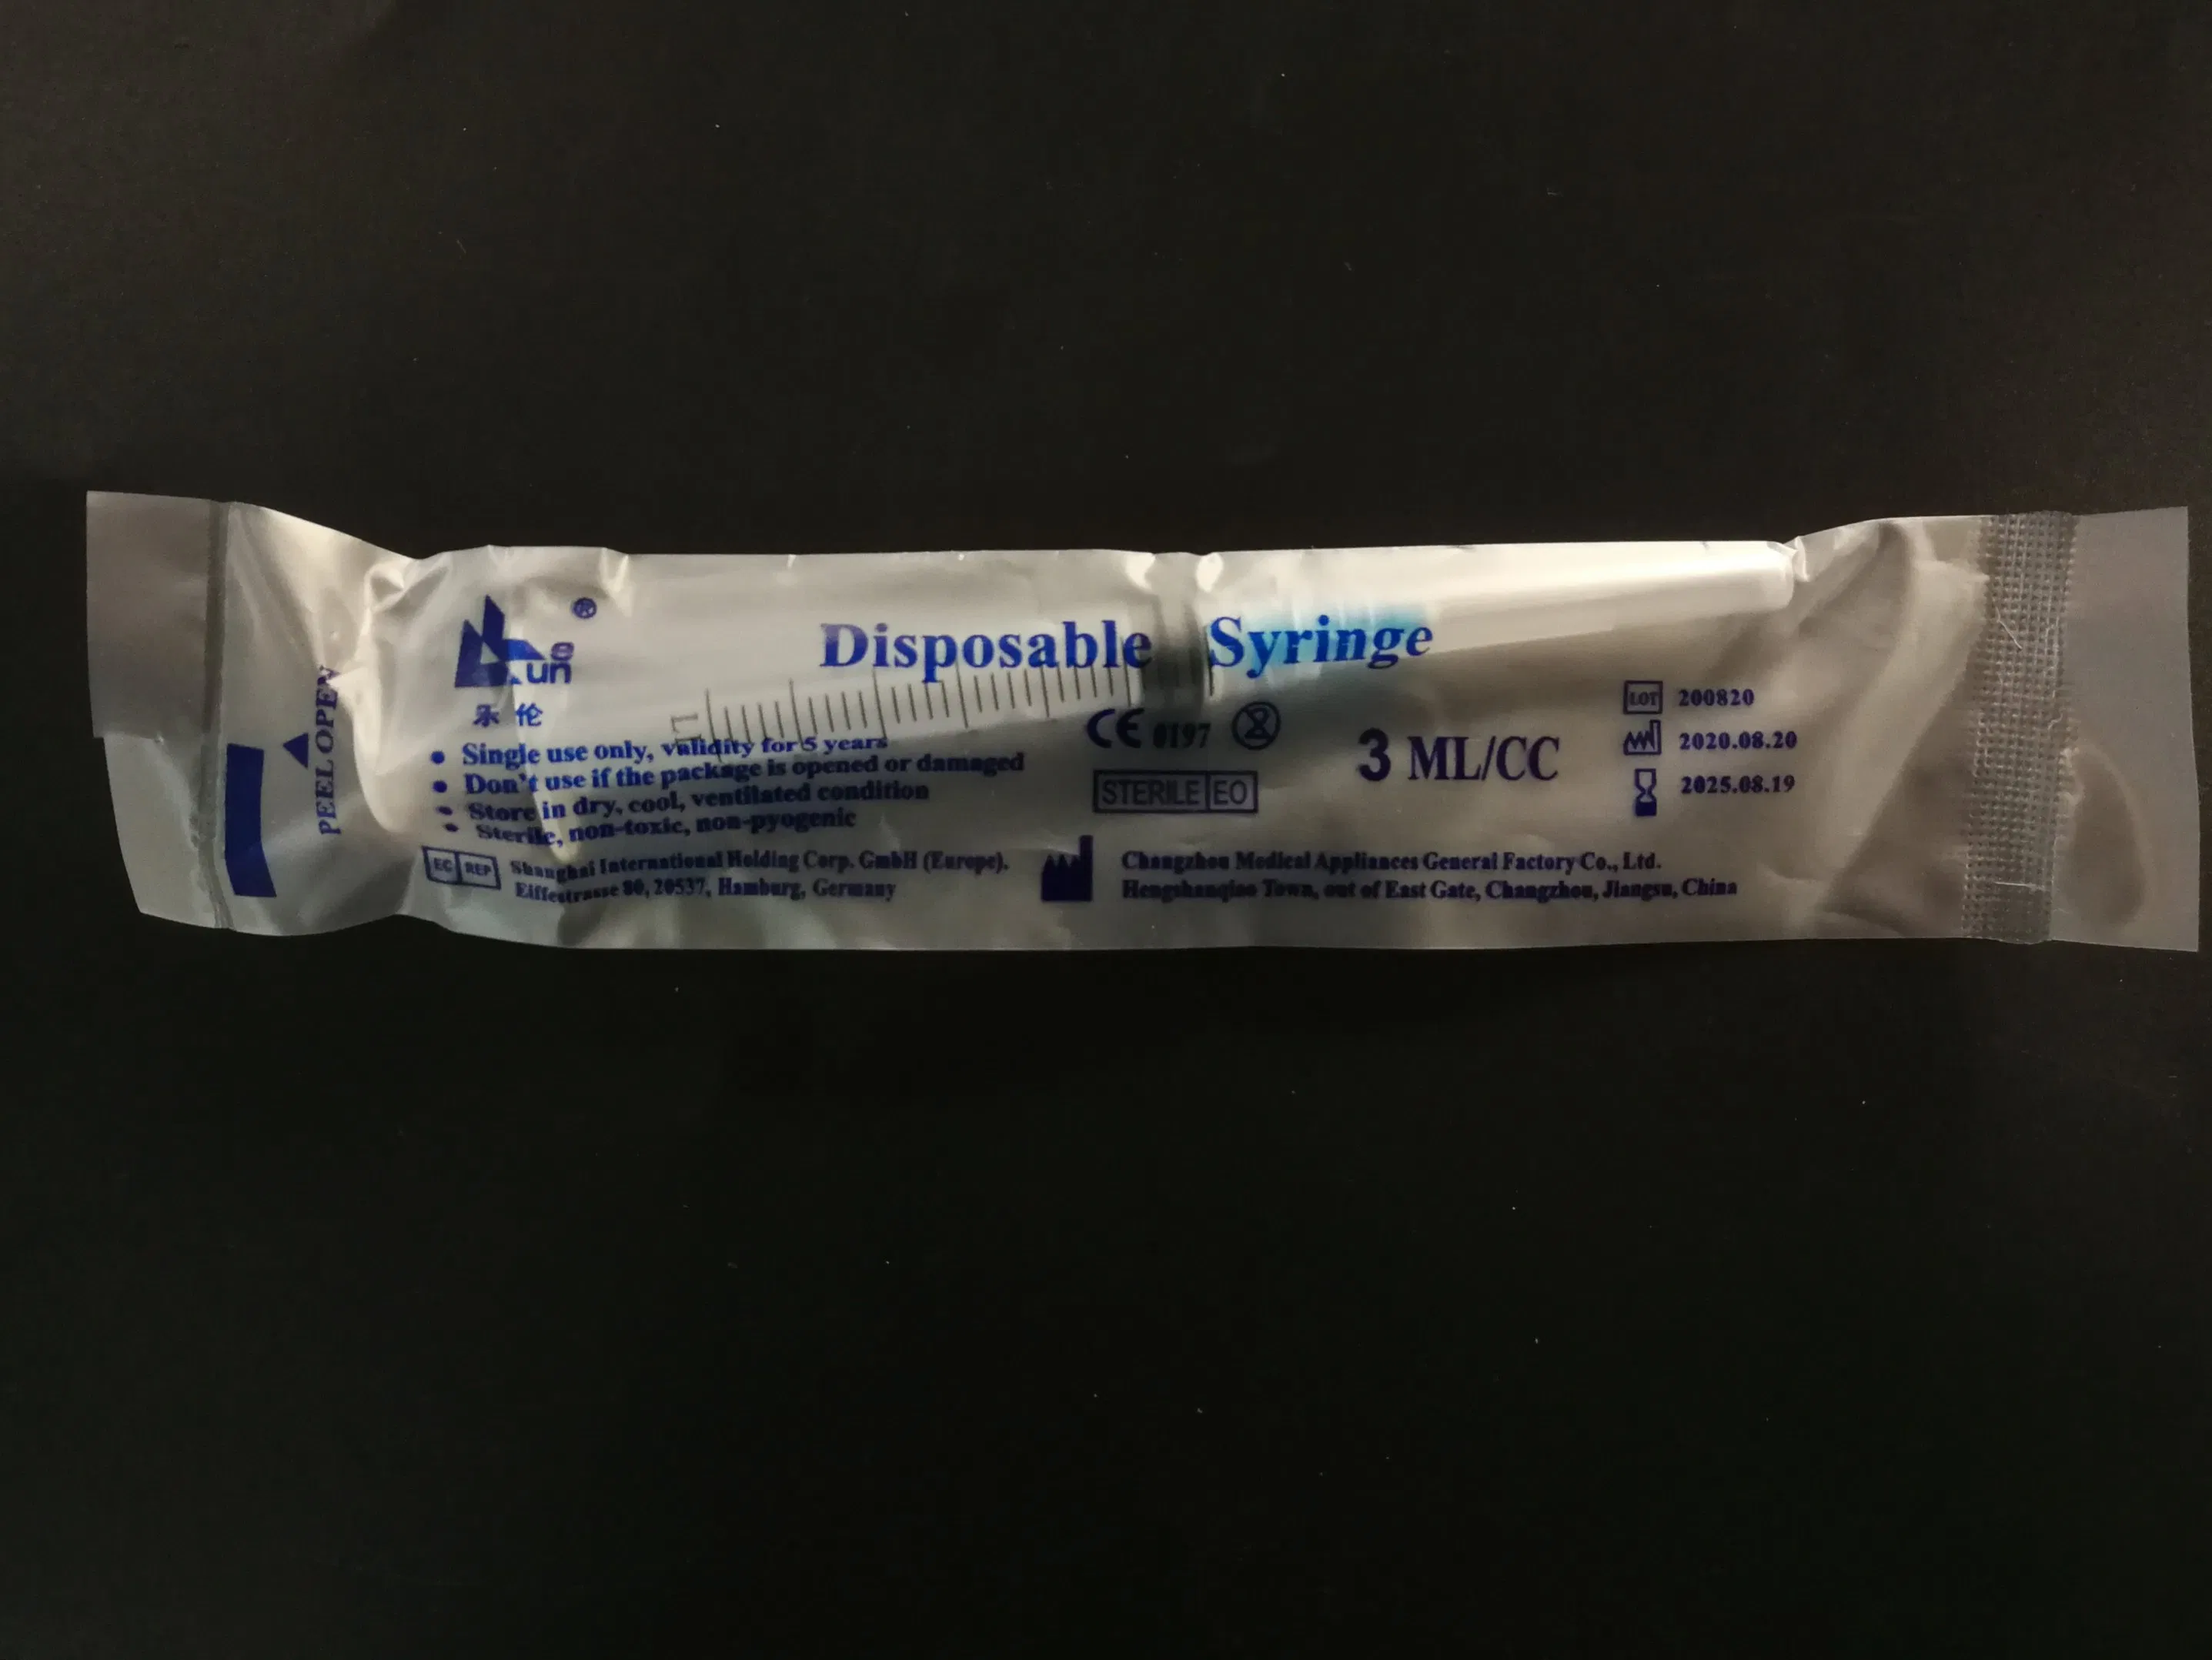 Leun ®
乐 伦
PEEL OPEN
Disposable Syringe
• Single use only, validity for 5 years
• Don't use if the package is opened or damaged
• Store in dry, cool, ventilated condition
• Sterile, non-toxic, non-pyogenic
EC REP Shanghai International Holding Corp. GmbH (Europe).
Eiffestrasse 80, 20537, Hamburg, Germany
CE 0197
STERILE EO
3 ML/CC
LOT 200820
2020.08.20
2025.08.19
Changzhou Medical Appliances General Factory Co., Ltd.
Hengshanqiao Town, out of East Gate, Changzhou, Jiangsu, China